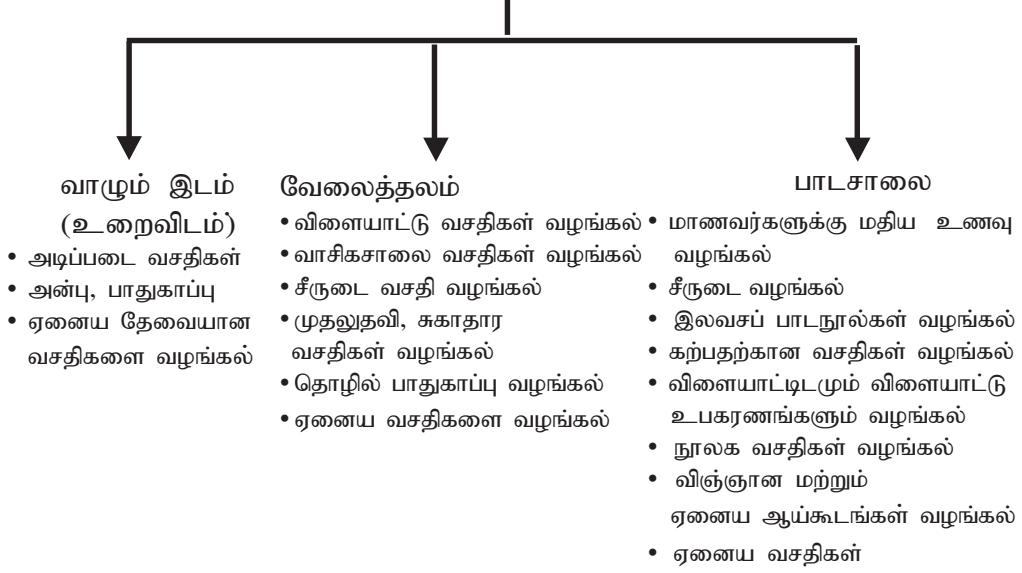 வாழும் இடம்
(உறைவிடம்)
• அடிப்படை வசதிகள்
• அன்பு, பாதுகாப்பு
• ஏனைய தேவையான
வசதிகளை வழங்கல்
வேலைத்தலம்
• விளையாட்டு வசதிகள் வழங்கல்
• வாசிகசாலை வசதிகள் வழங்கல்
• சீருடை வசதி வழங்கல்
• முதலுதவி, சுகாதார
வசதிகள் வழங்கல்
• தொழில் பாதுகாப்பு வழங்கல்
• ஏனைய வசதிகளை வழங்கல்
பாடசாலை
• மாணவர்களுக்கு மதிய உணவு
வழங்கல்
• சீருடை வழங்கல்
• இலவசப் பாடநூல்கள் வழங்கல்
• கற்பதற்கான வசதிகள் வழங்கல்
• விளையாட்டிடமும் விளையாட்டு
உபகரணங்களும் வழங்கல்
• நூலக வசதிகள் வழங்கல்
• விஞ்ஞான மற்றும்
ஏனைய ஆய்கூடங்கள் வழங்கல்
• ஏனைய வசதிகள்